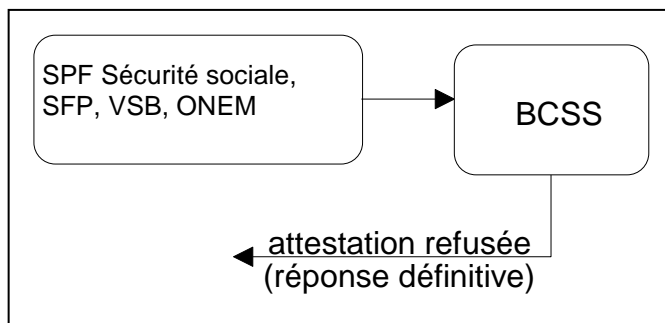 SPF Sécurité sociale,
SFP, VSB, ONEM
BCSS
attestation refusée
(réponse définitive)